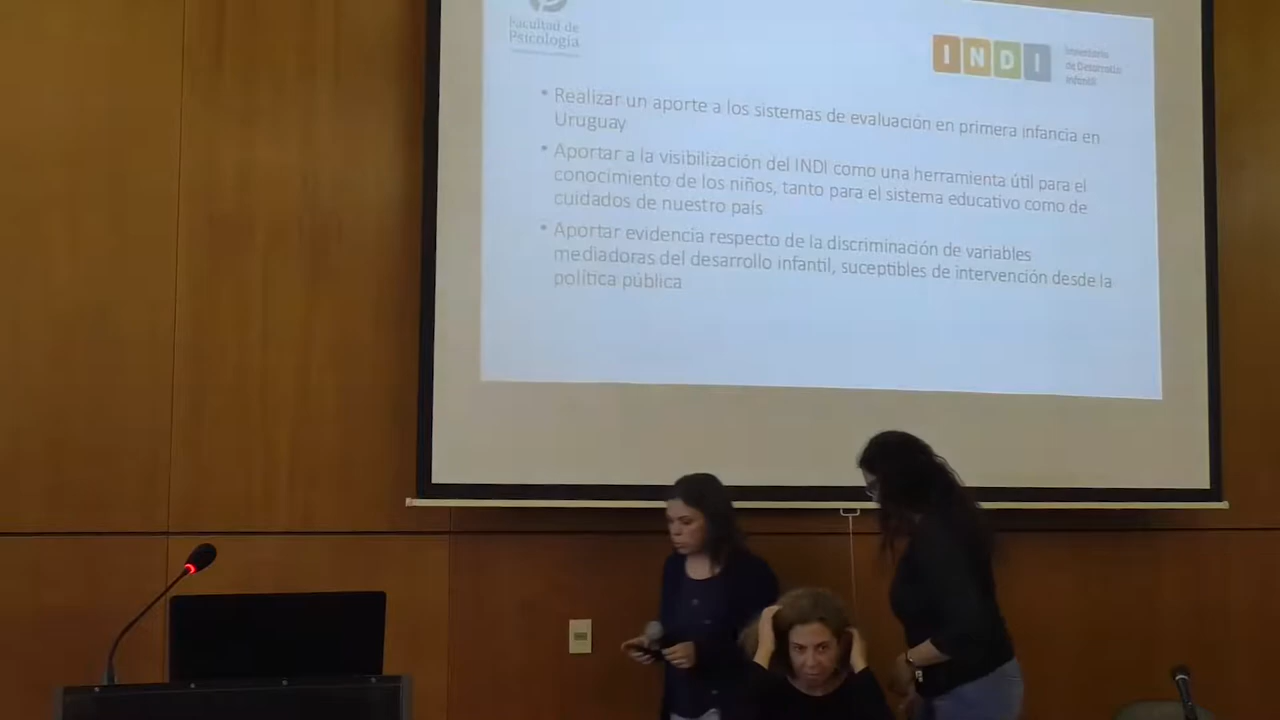 Facultad de
Psicología
INDI
Inventario
de Desarrollo
Infantil
• Realizar un aporte a los sistemas de evaluación en primera infancia en
Uruguay
• Aportar a la visibilización del INDI como una herramienta útil para el
conocimiento de los niños, tanto para el sistema educativo como de
cuidados de nuestro país
• Aportar evidencia respecto de la discriminación de variables
mediadoras del desarrollo infantil, suceptibles de intervención desde la
política pública